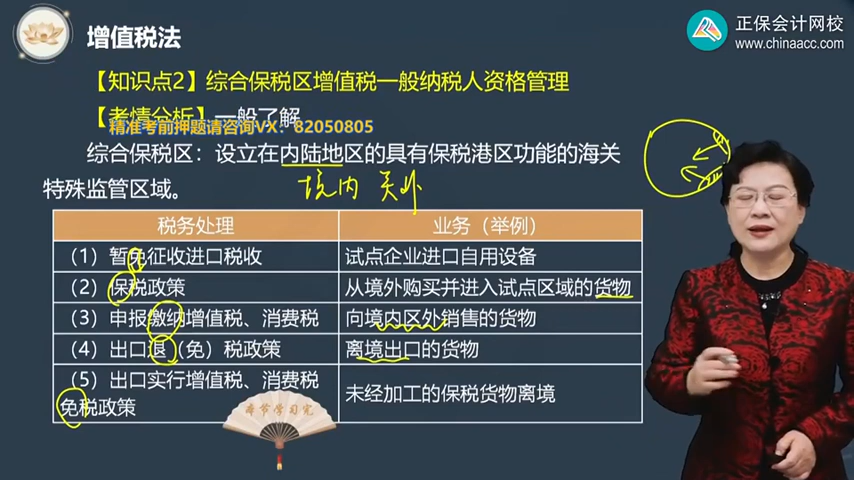 增值税法
正保会计网校
www.chinaacc.com
【知识点2】综合保税区增值税一般纳税人资格管理
【考情分析】一般了解
精准考前押题请咨询VX：82050805
综合保税区：设立在内陆地区的具有保税港区功能的海关
特殊监管区域。
境内 关外
税务处理 业务（举例）
（1）暂免征收进口税收 试点企业进口自用设备
（2）保税政策 从境外购买并进入试点区域的货物
（3）申报缴纳增值税、消费税 向境内区外销售的货物
（4）出口退（免）税政策 离境出口的货物
（5）出口实行增值税、消费税
免税政策 未经加工的保税货物离境
章节学习完